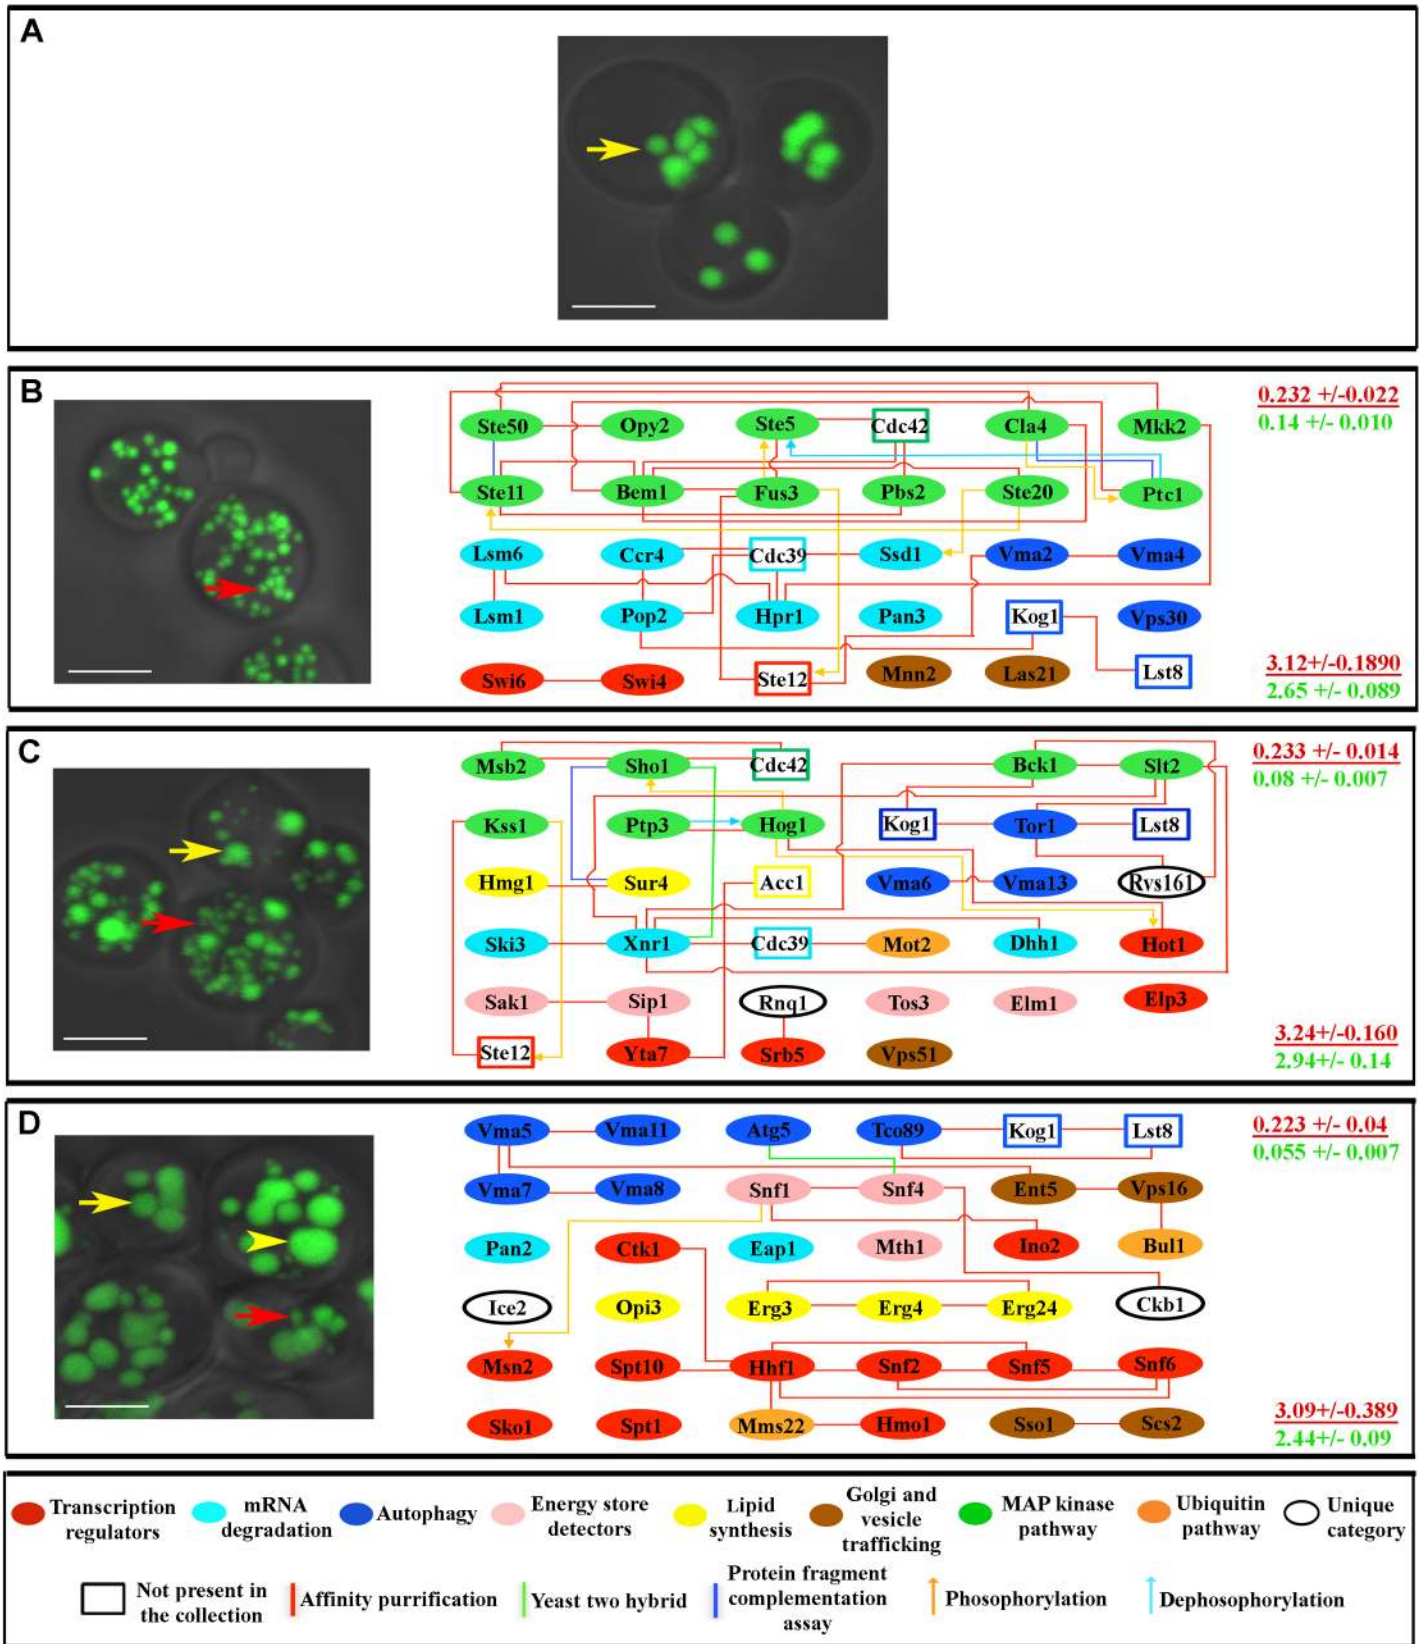 A
B
0.232 +/-0.022
0.14 +/- 0.010
Ste50 Opy2 Ste5 Cdc42 Cla4 Mkk2
Ste11 Bem1 Fus3 Pbs2 Ste20 Ptc1
Lsm6 Ccr4 Cdc39 Ssd1 Vma2 Vma4
Lsm1 Pop2 Hpr1 Pan3 Kog1 Vps30
Swi6 Swi4 Ste12 Mnn2 Las21 Lst8
3.12+/-0.1890
2.65 +/- 0.089
C
0.233 +/- 0.014
0.08 +/- 0.007
Msb2 Sho1 Cdc42 Bck1 Slt2
Kss1 Ptp3 Hog1 Kog1 Tor1 Lst8
Hmg1 Sur4 Acc1 Vma6 Vma13 Rvs161
Ski3 Xnr1 Cdc39 Mot2 Dhh1 Hot1
Sak1 Sip1 Rnq1 Tos3 Elm1 Elp3
Ste12 Yta7 Srb5 Vps51
3.24+/-0.160
2.94+/- 0.14
D
0.223 +/- 0.04
0.055 +/- 0.007
Vma5 Vma11 Atg5 Tco89 Kog1 Lst8
Vma7 Vma8 Snf1 Snf4 Ent5 Vps16
Pan2 Ctk1 Eap1 Mth1 Ino2 Bul1
Ice2 Opi3 Erg3 Erg4 Erg24 Ckb1
Msn2 Spt10 Hhf1 Snf2 Snf5 Snf6
Sko1 Spt1 Mms22 Hmo1 Sso1 Scs2
3.09+/-0.389
2.44+/- 0.09
Transcription
regulators
mRNA
degradation
Autophagy
Energy store
detectors
Lipid
synthesis
Golgi and
vesicle
trafficking
MAP kinase
pathway
Ubiquitin
pathway
Unique
category
Not present in
the collection
Affinity purrification
Yeast two hybrid
Protein fragment
complementation
assay
Phosophorylation
Dephosophorylation